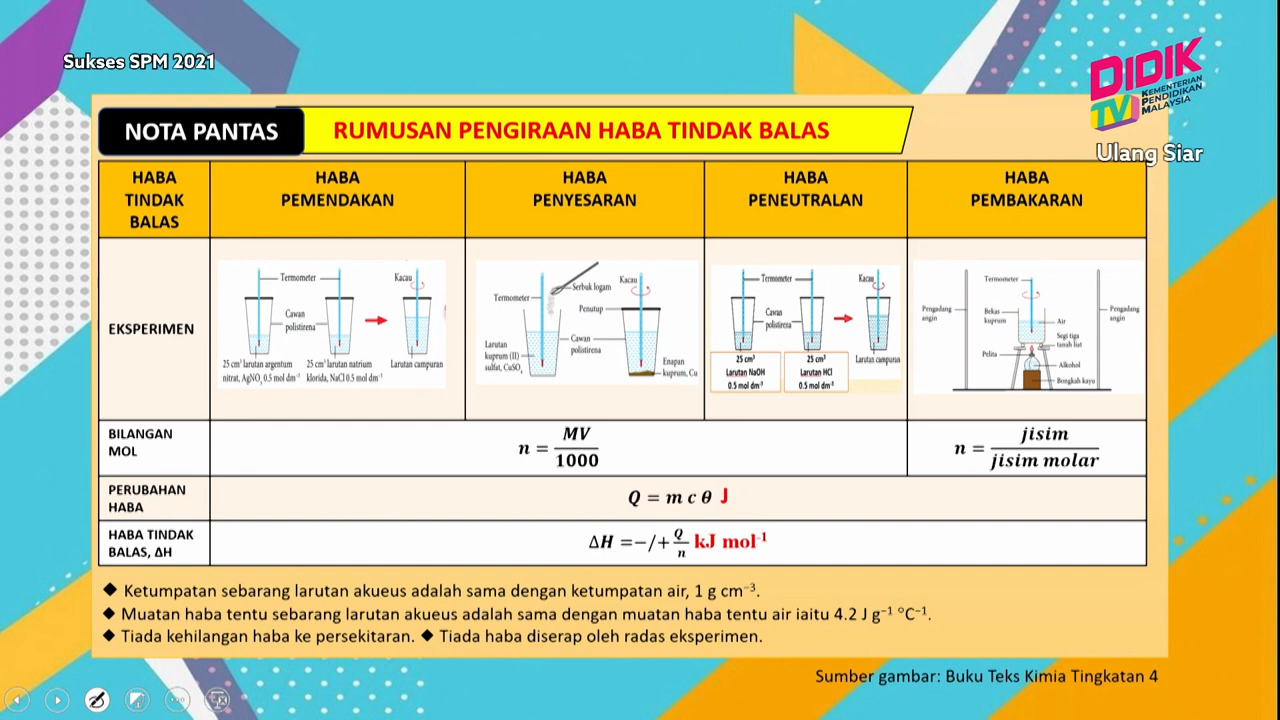 Sukses SPM 2021
DIDIK
TV
KEMENTERIAN
PENDIDIKAN
MALAYSIA
Ulang Siar
NOTA PANTAS
RUMUSAN PENGIRAAN HABA TINDAK BALAS
HABA
TINDAK
BALAS
HABA
PEMENDAKAN
HABA
PENYESARAN
HABA
PENEUTRALAN
HABA
PEMBAKARAN
EKSPERIMEN
Termometer
Kacau
Cawan
polistirena
25 cm³ larutan argentum
nitrat, AgNO₃ 0.5 mol dm⁻³
25 cm³ larutan natrium
klorida, NaCl 0.5 mol dm⁻³
Larutan campuran
Serbuk logam
Kacau
Termometer
Penutup
Cawan
polistirena
Larutan
kuprum (II)
sulfat, CuSO₄
Enapan
kuprum, Cu
Termometer
Kacau
Cawan
polistirena
25 cm³
Larutan NaOH
0.5 mol dm⁻³
25 cm³
Larutan HCl
0.5 mol dm⁻³
Larutan campuran
Termometer
Pengadang
angin
Bekas
kuprum
Air
Pengadang
angin
Segi tiga
tanah liat
Pelita
Alkohol
Bongkah kayu
BILANGAN
MOL
n = MV/1000
n = jisim/jisim molar
PERUBAHAN
HABA
Q = m c θ J
HABA TINDAK
BALAS, ΔH
ΔH =−/+ Q/n kJ mol⁻¹
◆ Ketumpatan sebarang larutan akueus adalah sama dengan ketumpatan air, 1 g cm⁻³.
◆ Muatan haba tentu sebarang larutan akueus adalah sama dengan muatan haba tentu air iaitu 4.2 J g⁻¹ °C⁻¹.
◆ Tiada kehilangan haba ke persekitaran. ◆ Tiada haba diserap oleh radas eksperimen.
Sumber gambar: Buku Teks Kimia Tingkatan 4